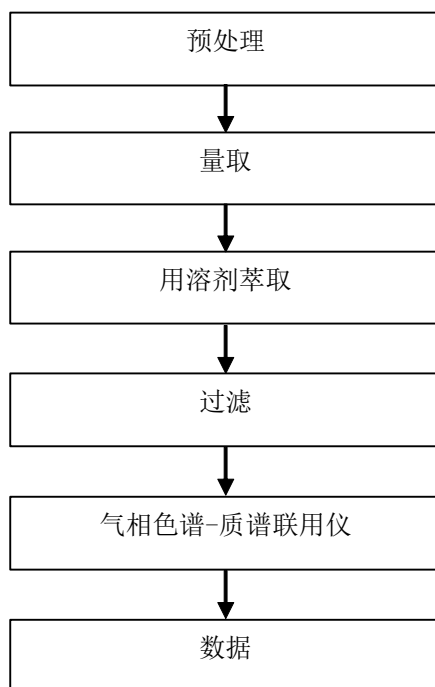 预处理
量取
用溶剂萃取
过滤
气相色谱-质谱联用仪
数据